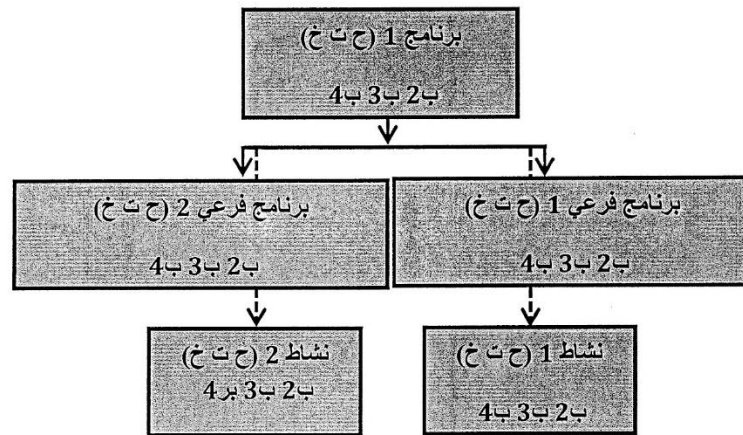 برنامج 1 (ح ت خ)
ب2 ب3 ب4
برنامج فرعي 1 (ح ت خ)
ب2 ب3 ب4
برنامج فرعي 2 (ح ت خ)
ب2 ب3 ب4
نشاط 1 (ح ت خ)
ب2 ب3 ب4
نشاط 2 (ح ت خ)
ب2 ب3 بر4